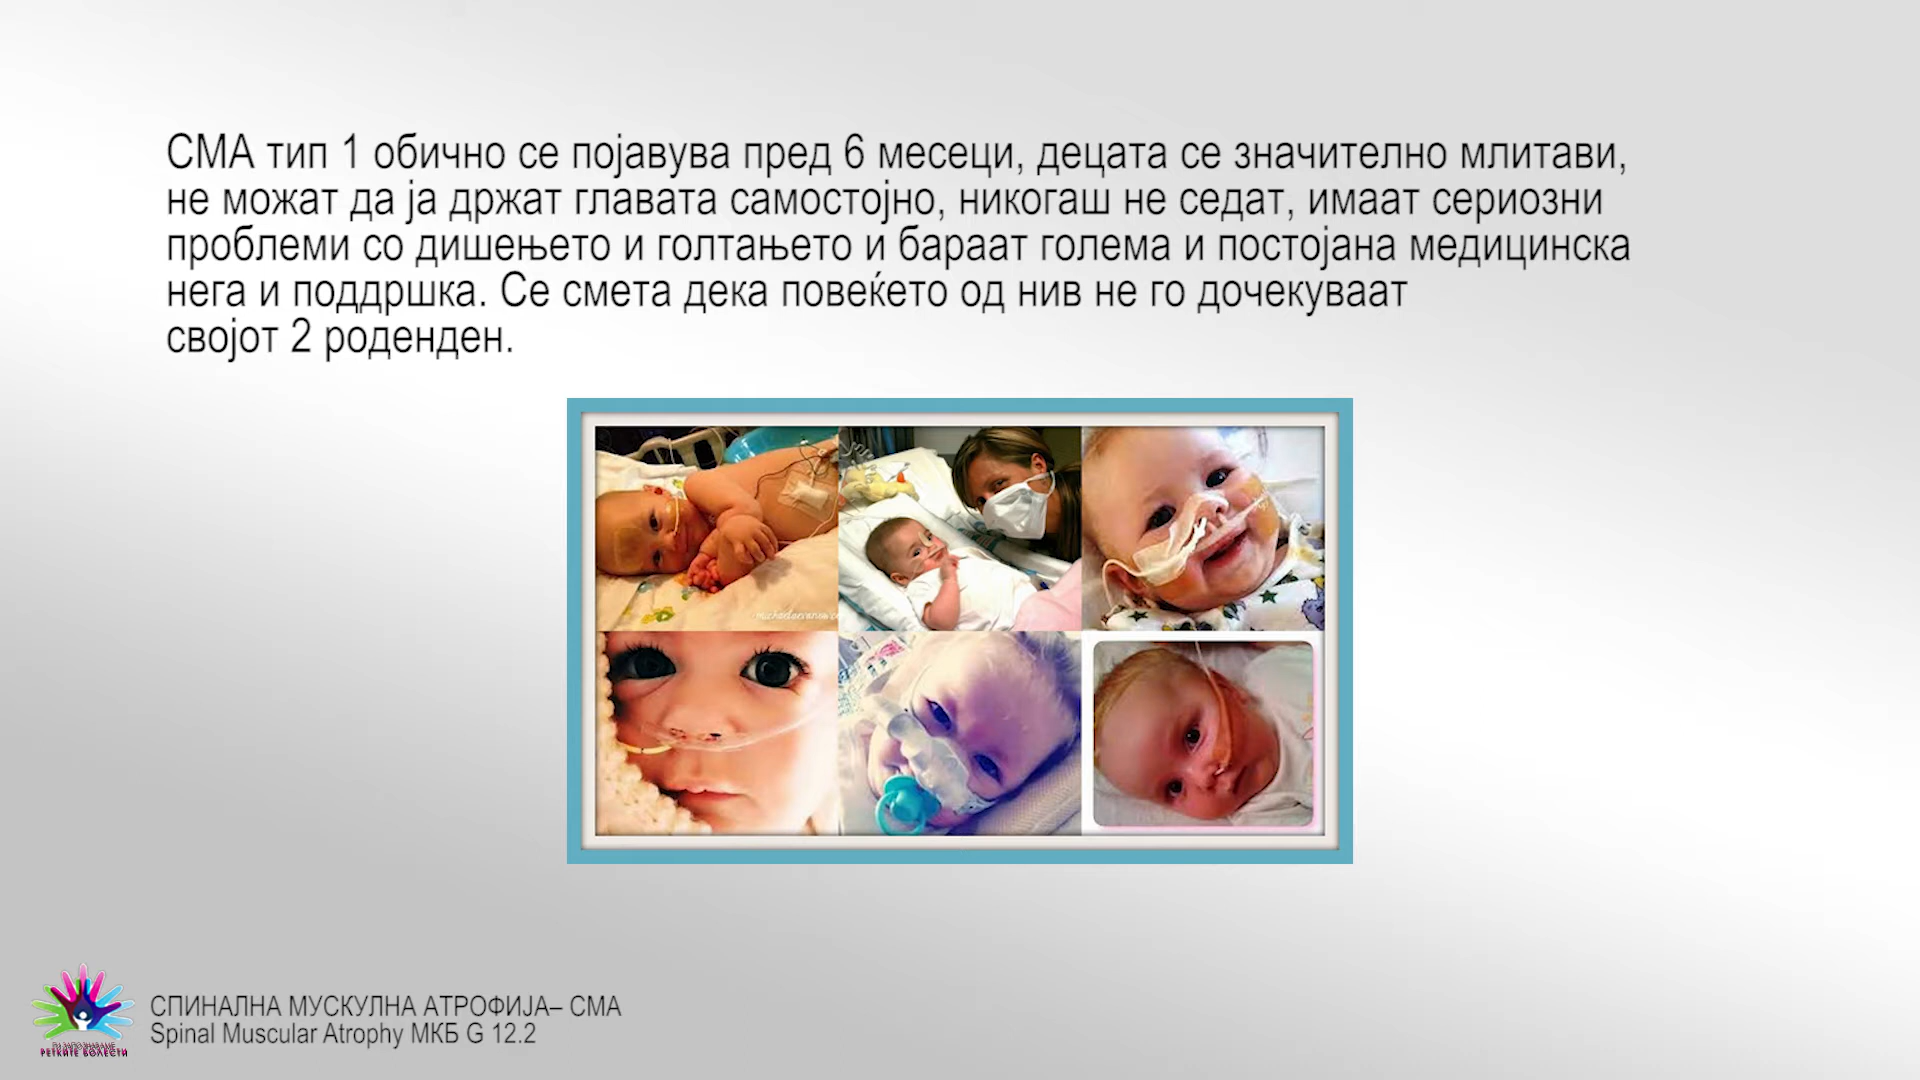 СМА тип 1 обично се појавува пред 6 месеци, децата се значително млитави,
не можат да ја држат главата самостојно, никогаш не седат, имаат сериозни
проблеми со дишењето и голтањето и бараат голема и постојана медицинска
нега и поддршка. Се смета дека повеќето од нив не го дочекуваат
својот 2 роденден.
СПИНАЛНА МУСКУЛНА АТРОФИЈА– СМА
Spinal Muscular Atrophy МКБ G 12.2
РЕТКИТЕ БОЛЕСТИ